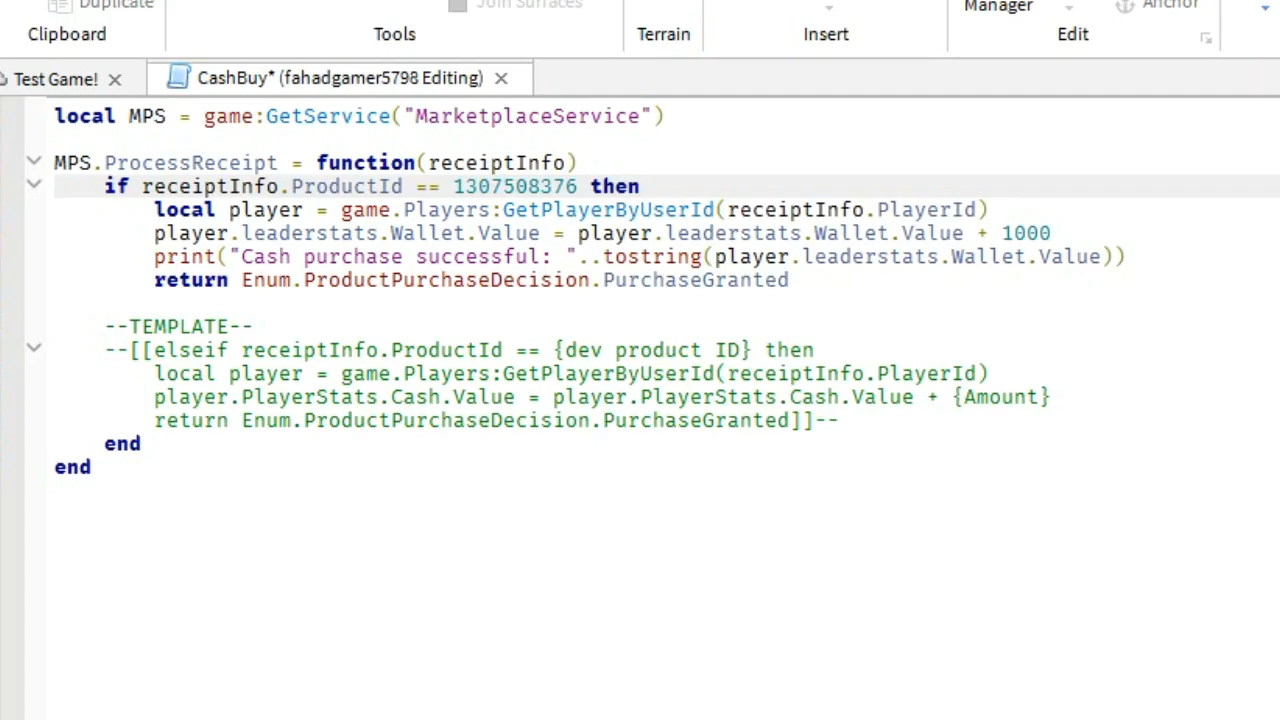 Duplicate
Join Surfaces
Manager
Anchor
Clipboard
Tools
Terrain
Insert
Edit
Test Game!
CashBuy* (fahadgamer5798 Editing)
local MPS = game:GetService("MarketplaceService")
MPS.ProcessReceipt = function(receiptInfo)
if receiptInfo.ProductId == 1307508376 then
local player = game.Players:GetPlayerByUserId(receiptInfo.PlayerId)
player.leaderstats.Wallet.Value = player.leaderstats.Wallet.Value + 1000
print("Cash purchase successful: "..tostring(player.leaderstats.Wallet.Value))
return Enum.ProductPurchaseDecision.PurchaseGranted
--TEMPLATE--
--[[elseif receiptInfo.ProductId == {dev product ID} then
local player = game.Players:GetPlayerByUserId(receiptInfo.PlayerId)
player.PlayerStats.Cash.Value = player.PlayerStats.Cash.Value + {Amount}
return Enum.ProductPurchaseDecision.PurchaseGranted]]--
end
end